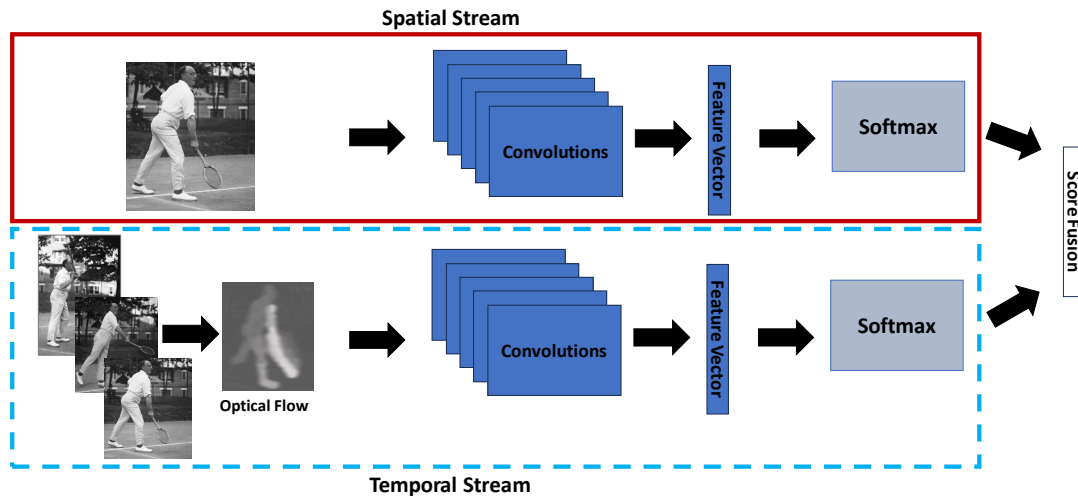 Spatial Stream
Convolutions
Feature Vector
Softmax
Score Fusion
Optical Flow
Convolutions
Feature Vector
Softmax
Temporal Stream